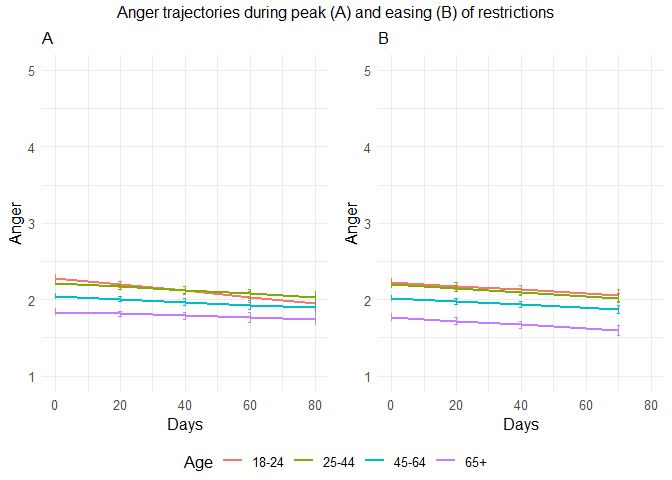 Anger trajectories during peak (A) and easing (B) of restrictions
A
B
5
4
3
2
1
Anger
0 20 40 60 80
Days
5
4
3
2
1
Anger
0 20 40 60 80
Days
Age 18-24 25-44 45-64 65+